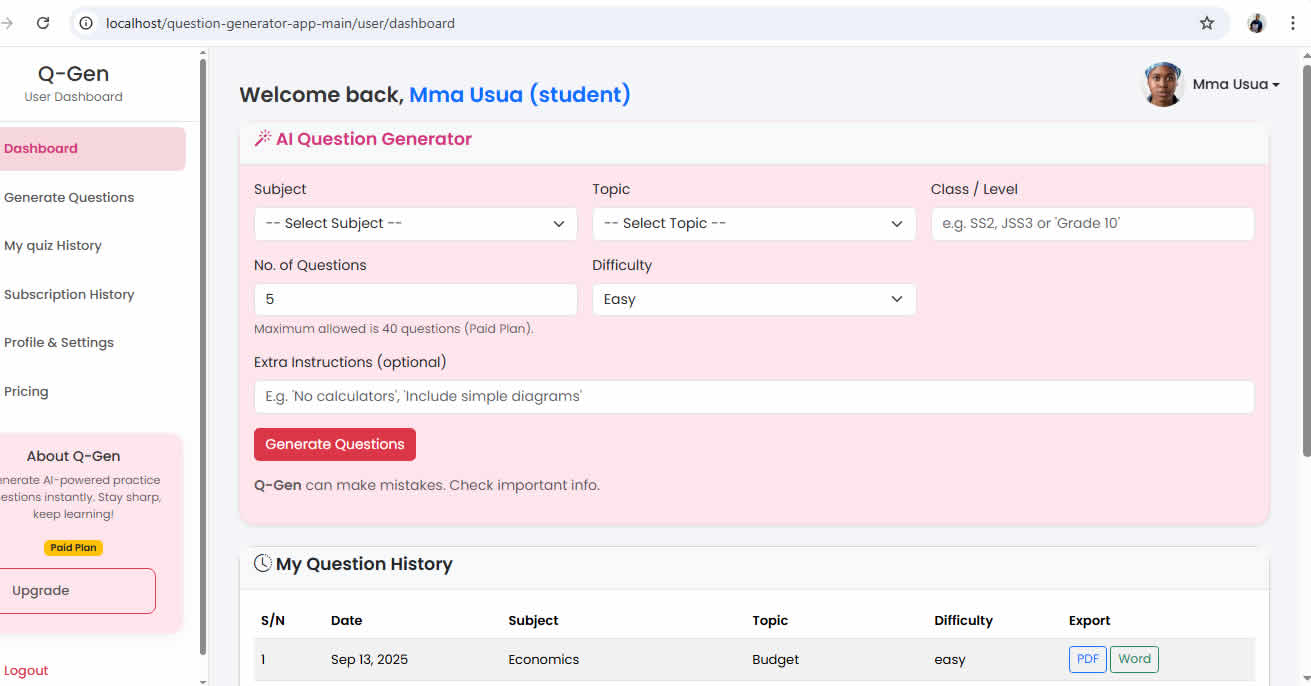 localhost/question-generator-app-main/user/dashboard
Q-Gen
User Dashboard
Dashboard
Generate Questions
My quiz History
Subscription History
Profile & Settings
Pricing
About Q-Gen
enerate AI-powered practice
estions instantly. Stay sharp,
keep learning!
Paid Plan
Upgrade
Logout
Welcome back, Mma Usua (student)
Mma Usua
AI Question Generator
Subject Topic Class / Level
-- Select Subject -- -- Select Topic -- e.g. SS2, JSS3 or 'Grade 10'
No. of Questions Difficulty
5 Easy
Maximum allowed is 40 questions (Paid Plan).
Extra Instructions (optional)
E.g. 'No calculators', 'Include simple diagrams'
Generate Questions
Q-Gen can make mistakes. Check important info.
My Question History
S/N Date Subject Topic Difficulty Export
1 Sep 13, 2025 Economics Budget easy PDF Word